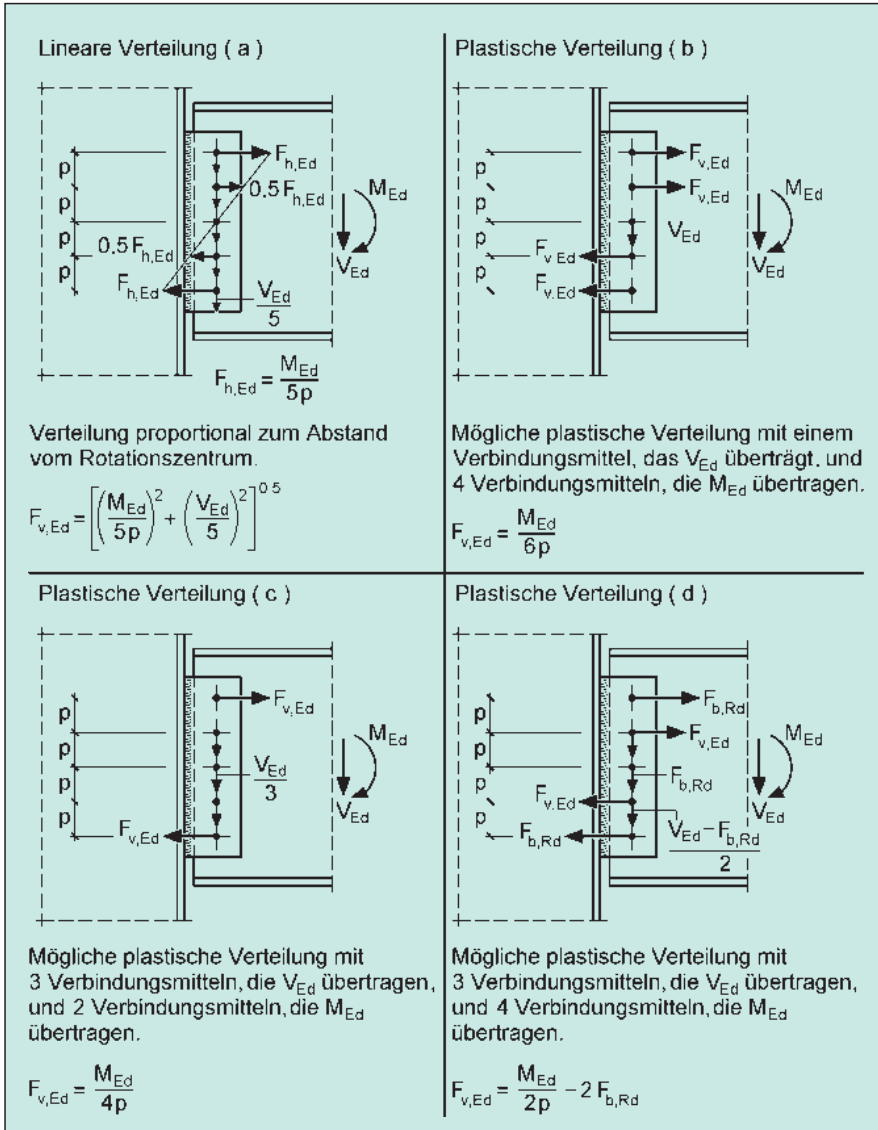 Lineare Verteilung ( a )
p
p
p
p
F_h,Ed
0.5 F_h,Ed
0.5 F_h,Ed
F_h,Ed
V_Ed/5
M_Ed
V_Ed
F_h,Ed = M_Ed/5p
Verteilung proportional zum Abstand
vom Rotationszentrum.
F_v,Ed = [(M_Ed/5p)^2 + (V_Ed/5)^2]^0.5
Plastische Verteilung ( b )
p
p
p
p
F_v,Ed
F_v,Ed
V_Ed
F_v.Ed
F_v.Ed
M_Ed
V_Ed
Mögliche plastische Verteilung mit einem
Verbindungsmittel, das V_Ed überträgt, und
4 Verbindungsmitteln, die M_Ed übertragen.
F_v,Ed = M_Ed/6p
Plastische Verteilung ( c )
p
p
p
p
F_v,Ed
V_Ed/3
F_v,Ed
M_Ed
V_Ed
Mögliche plastische Verteilung mit
3 Verbindungsmitteln, die V_Ed übertragen,
und 2 Verbindungsmitteln, die M_Ed
übertragen.
F_v,Ed = M_Ed/4p
Plastische Verteilung ( d )
p
p
p
p
F_b,Rd
F_v,Ed
F_b,Rd
F_v.Ed
F_b,Rd
(V_Ed − F_b,Rd)/2
M_Ed
V_Ed
Mögliche plastische Verteilung mit
3 Verbindungsmitteln, die V_Ed übertragen,
und 4 Verbindungsmitteln, die M_Ed
übertragen.
F_v,Ed = M_Ed/2p − 2 F_b,Rd